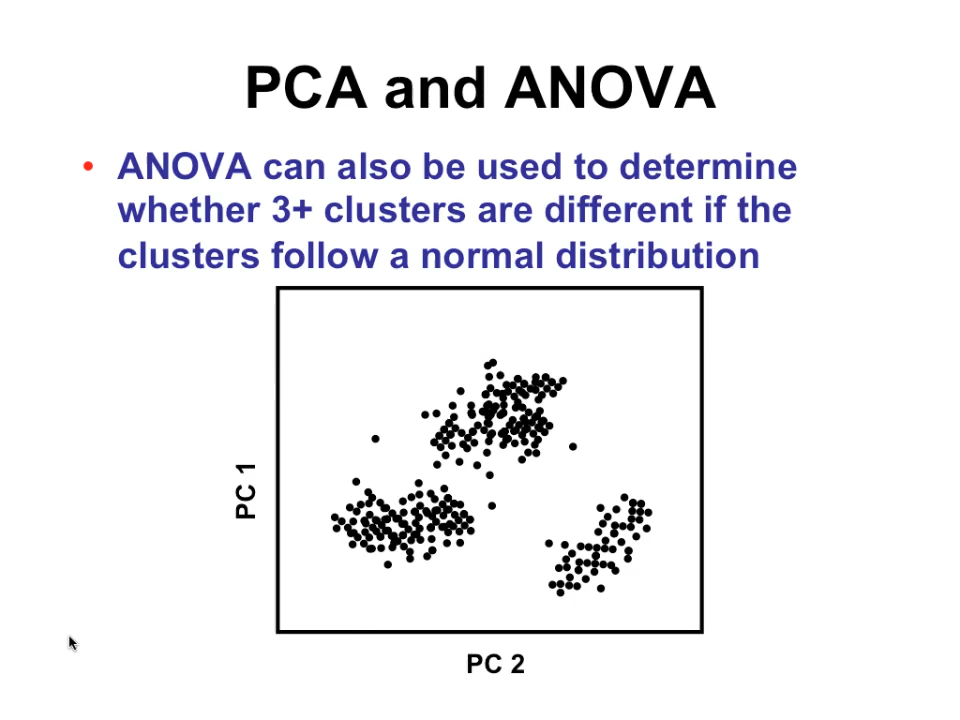 PCA and ANOVA
• ANOVA can also be used to determine
whether 3+ clusters are different if the
clusters follow a normal distribution
PC 1
PC 2